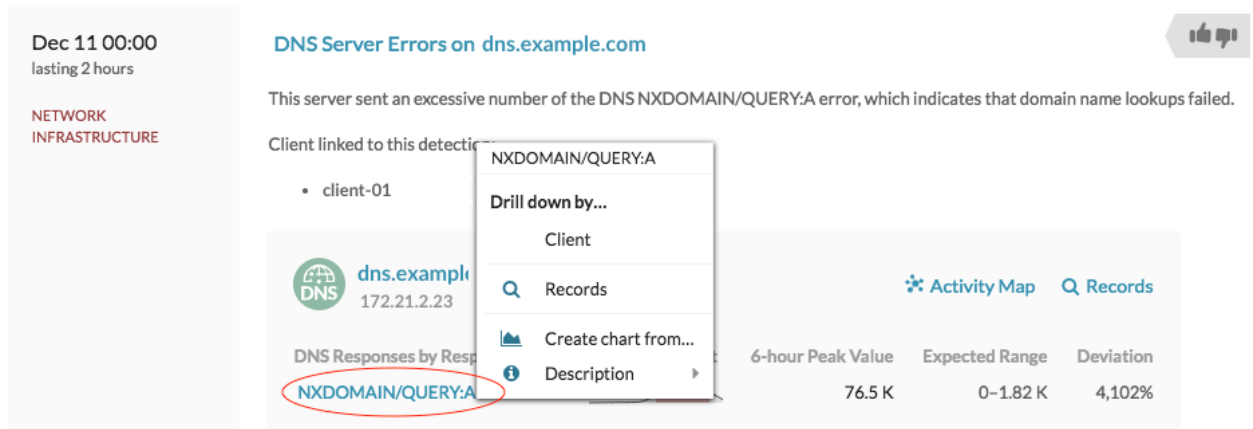 Dec 11 00:00
lasting 2 hours
NETWORK
INFRASTRUCTURE
DNS Server Errors on dns.example.com
This server sent an excessive number of the DNS NXDOMAIN/QUERY:A error, which indicates that domain name lookups failed.
Client linked to this
• client-01
NXDOMAIN/QUERY:A
Drill down by...
Client
Records
Create chart from...
Description
DNS
172.21.2.23
Activity Map
Records
DNS Responses by
6-hour Peak Value
Expected Range
Deviation
NXDOMAIN/QUERY:A
76.5 K
0–1.82 K
4,102%